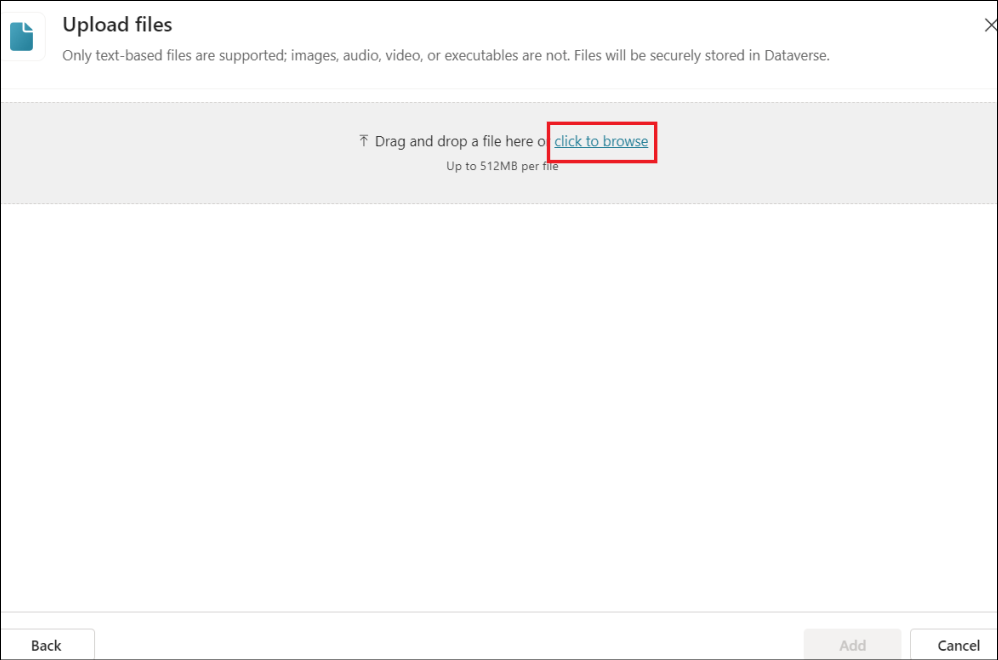 Upload files
Only text-based files are supported; images, audio, video, or executables are not. Files will be securely stored in Dataverse.
Drag and drop a file here o click to browse
Up to 512MB per file
Back
Add
Cancel